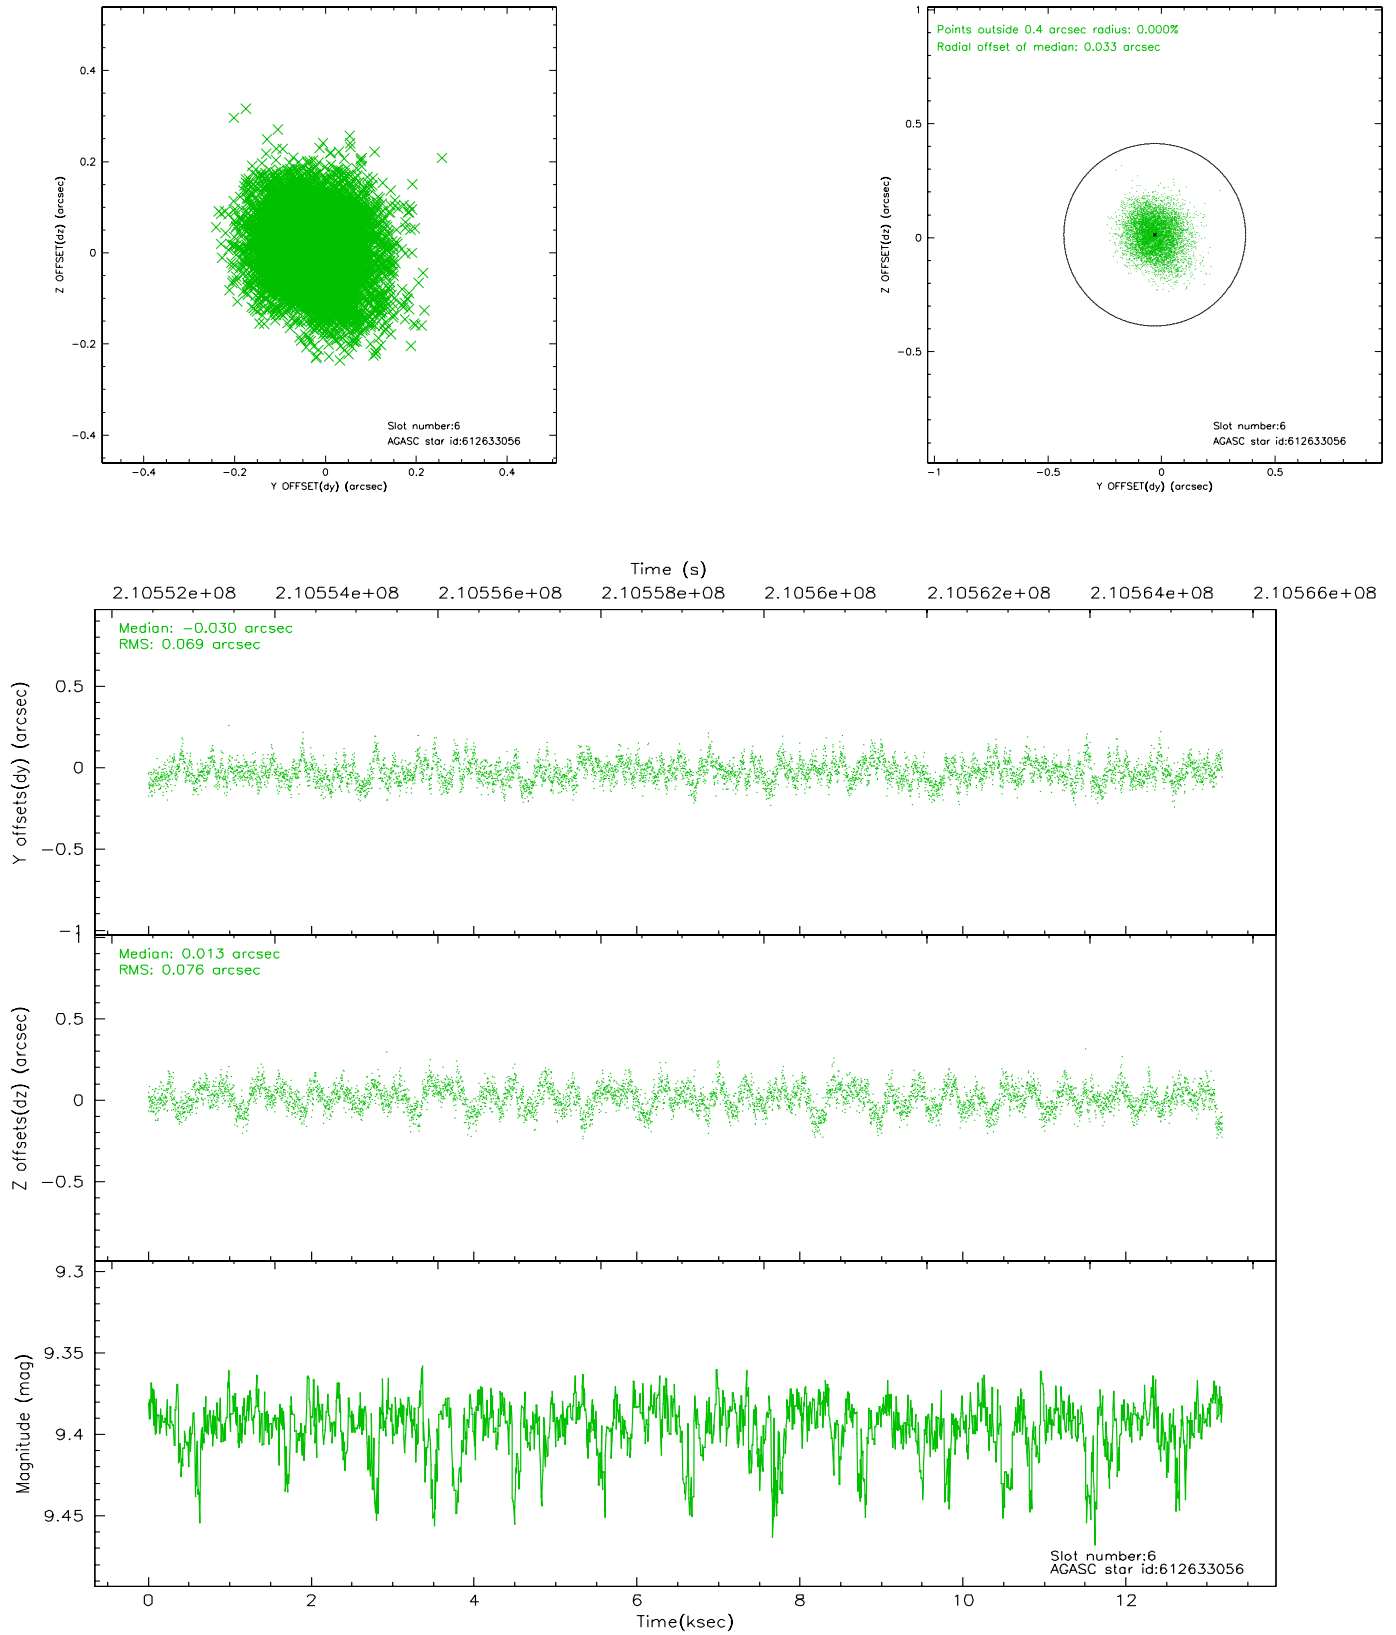 0.4
0.2
0
−0.2
−0.4
Z OFFSET(dz) (arcsec)
Slot number:6
AGASC star id:612633056
−0.4 −0.2 0 0.2 0.4
Y OFFSET(dy) (arcsec)
Points outside 0.4 arcsec radius: 0.000%
Radial offset of median: 0.033 arcsec
1
0.5
0
−0.5
Z OFFSET(dz) (arcsec)
Slot number:6
AGASC star id:612633056
−1 −0.5 0 0.5
Y OFFSET(dy) (arcsec)
Time (s)
2.10552e+08 2.10554e+08 2.10556e+08 2.10558e+08 2.1056e+08 2.10562e+08 2.10564e+08 2.10566e+08
Median: −0.030 arcsec
RMS: 0.069 arcsec
0.5
0
−0.5
−1
Y offsets(dy) (arcsec)
Median: 0.013 arcsec
RMS: 0.076 arcsec
1
0.5
0
−0.5
Z offsets(dz) (arcsec)
9.3
9.35
9.4
9.45
Magnitude (mag)
Slot number:6
AGASC star id:612633056
0 2 4 6 8 10 12
Time(ksec)